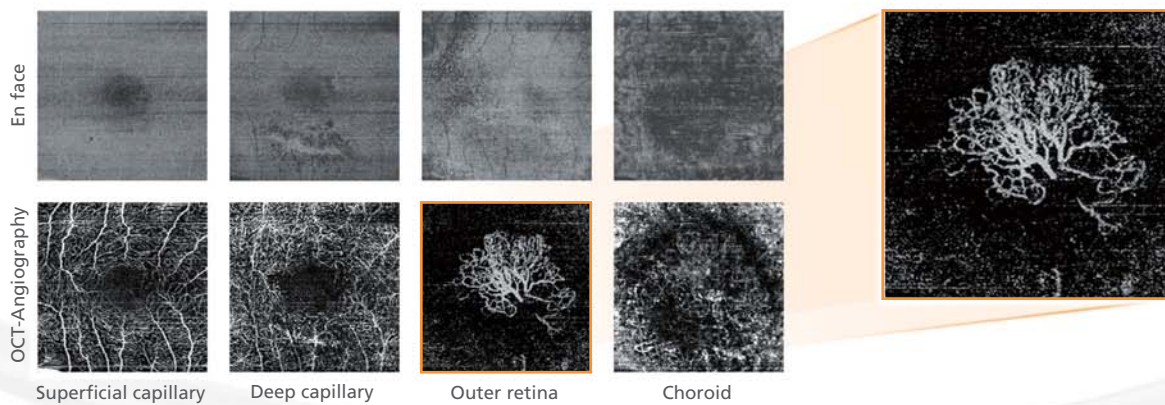 En face
OCT-Angiography
Superficial capillary
Deep capillary
Outer retina
Choroid